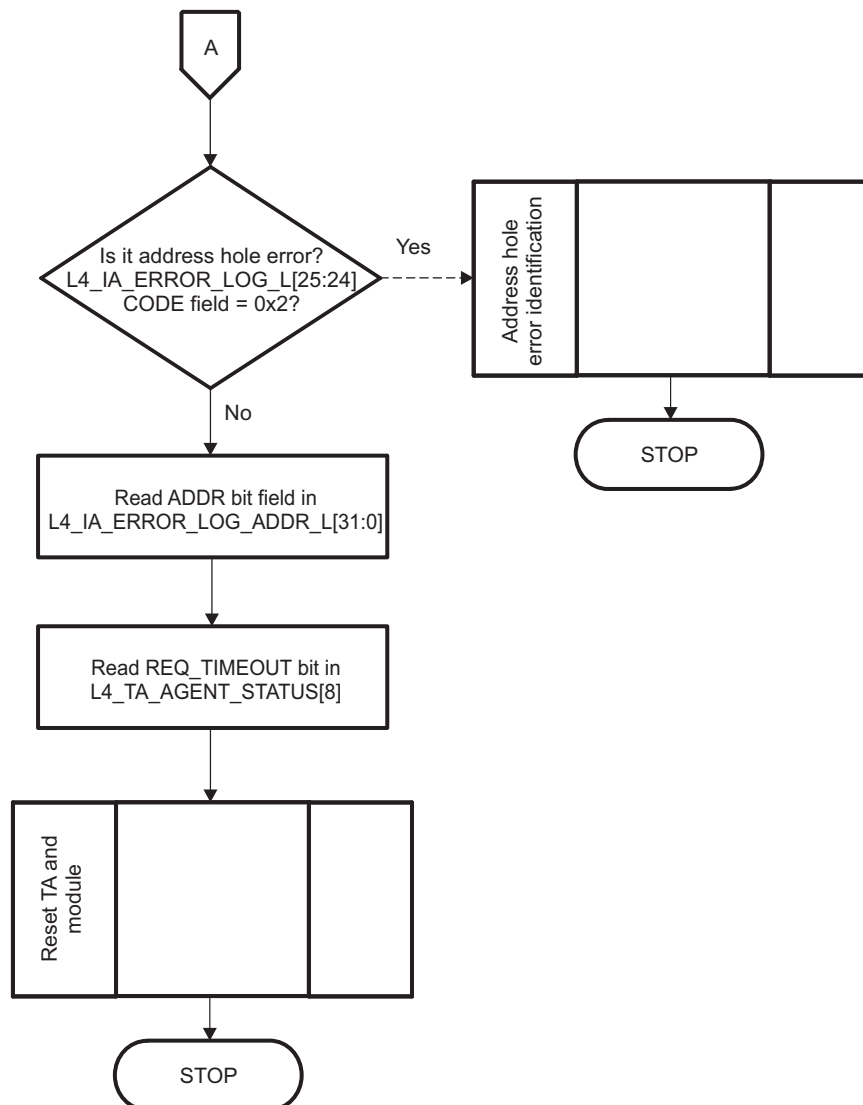 A
Is it address hole error?
L4_IA_ERROR_LOG_L[25:24]
CODE field = 0x2?
Yes
Address hole
error identification
No
STOP
Read ADDR bit field in
L4_IA_ERROR_LOG_ADDR_L[31:0]
Read REQ_TIMEOUT bit in
L4_TA_AGENT_STATUS[8]
Reset TA and
module
STOP